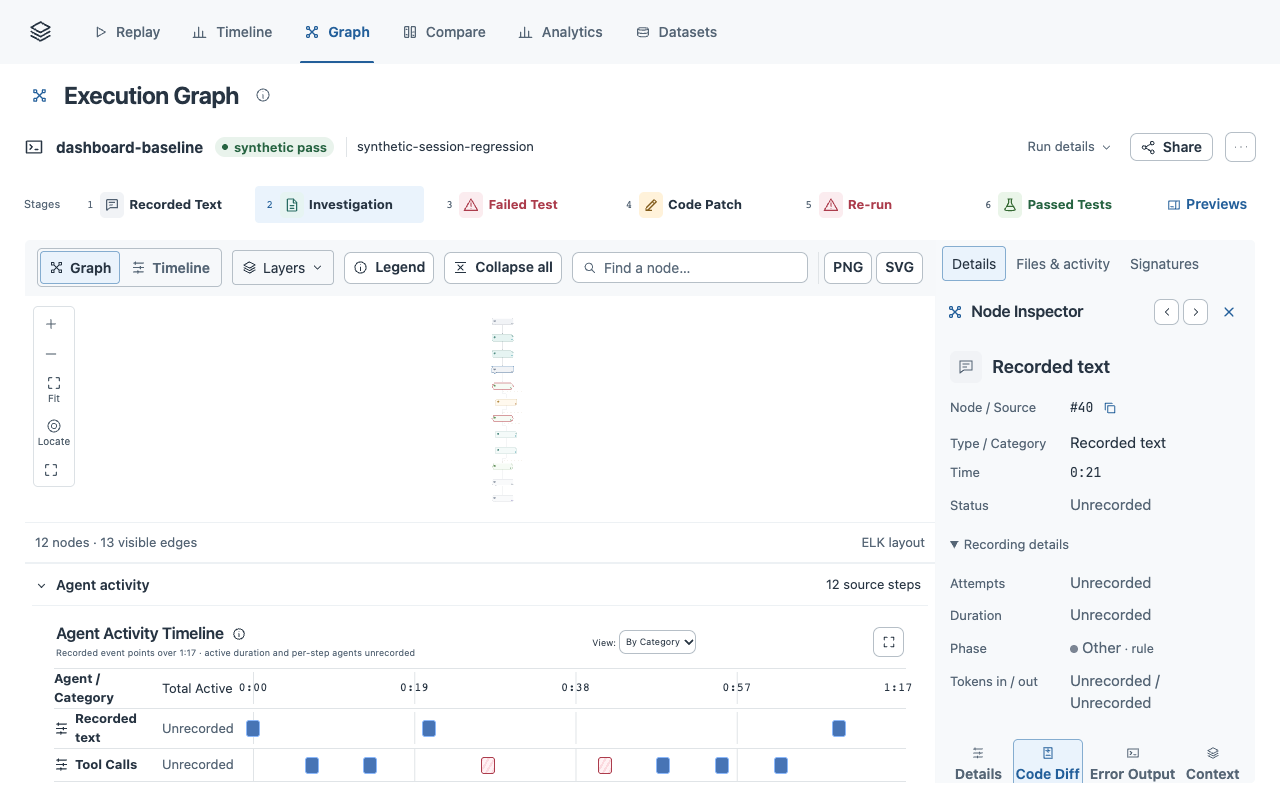 Replay Timeline Graph Compare Analytics Datasets
Execution Graph
dashboard-baseline synthetic pass synthetic-session-regression Run details Share ...
Stages 1 Recorded Text 2 Investigation 3 Failed Test 4 Code Patch 5 Re-run 6 Passed Tests Previews
Graph Timeline Layers Legend Collapse all Find a node... PNG SVG
Details Files & activity Signatures
Fit
Locate
12 nodes · 13 visible edges ELK layout
Agent activity 12 source steps
Agent Activity Timeline
Recorded event points over 1:17 · active duration and per-step agents unrecorded
View: By Category
Agent / Category Total Active 0:00 0:19 0:38 0:57 1:17
Recorded text Unrecorded
Tool Calls Unrecorded
Node Inspector
Recorded text
Node / Source #40
Type / Category Recorded text
Time 0:21
Status Unrecorded
Recording details
Attempts Unrecorded
Duration Unrecorded
Phase Other · rule
Tokens in / out Unrecorded / Unrecorded
Details Code Diff Error Output Context